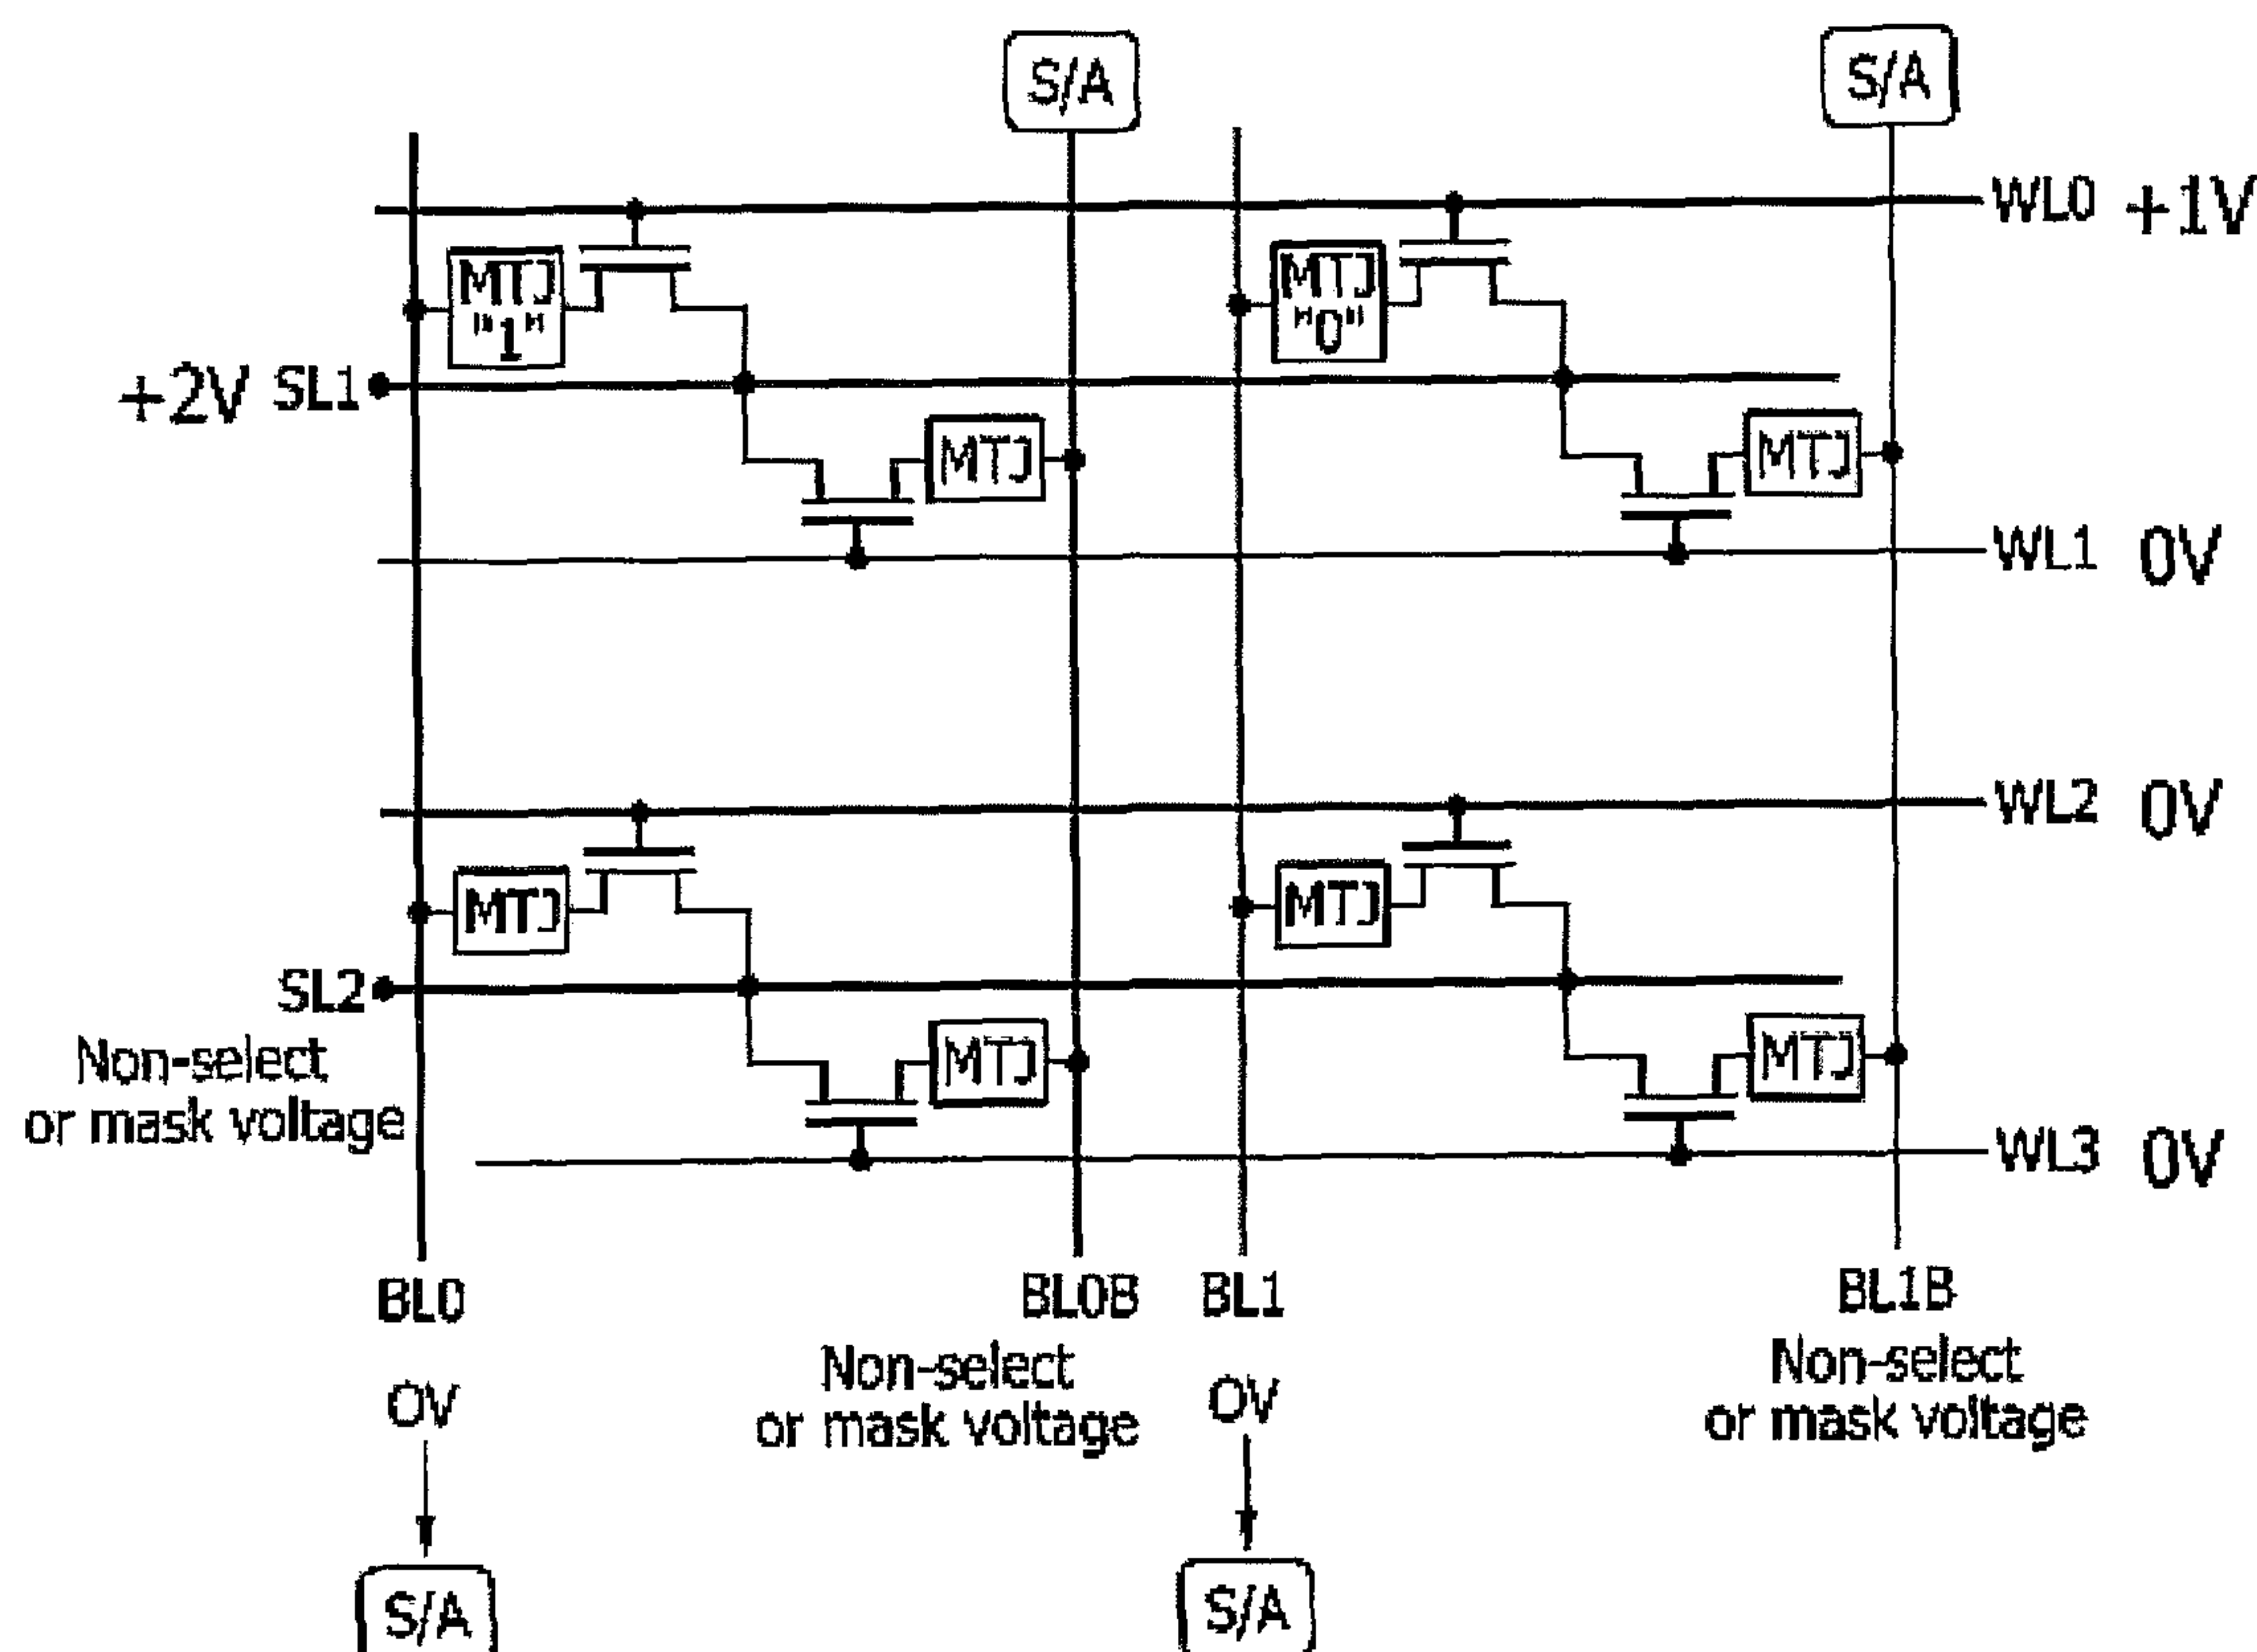 S/A
S/A
WL0 +1V
MTJ
"1"
MTJ
"0"
+2V SL1
MTJ
MTJ
WL1 0V
WL2 0V
MTJ
MTJ
SL2
Non-select
or mask voltage
MTJ
MTJ
WL3 0V
BL0
BL0B
BL1
BL1B
0V
Non-select
or mask voltage
0V
Non-select
or mask voltage
S/A
S/A